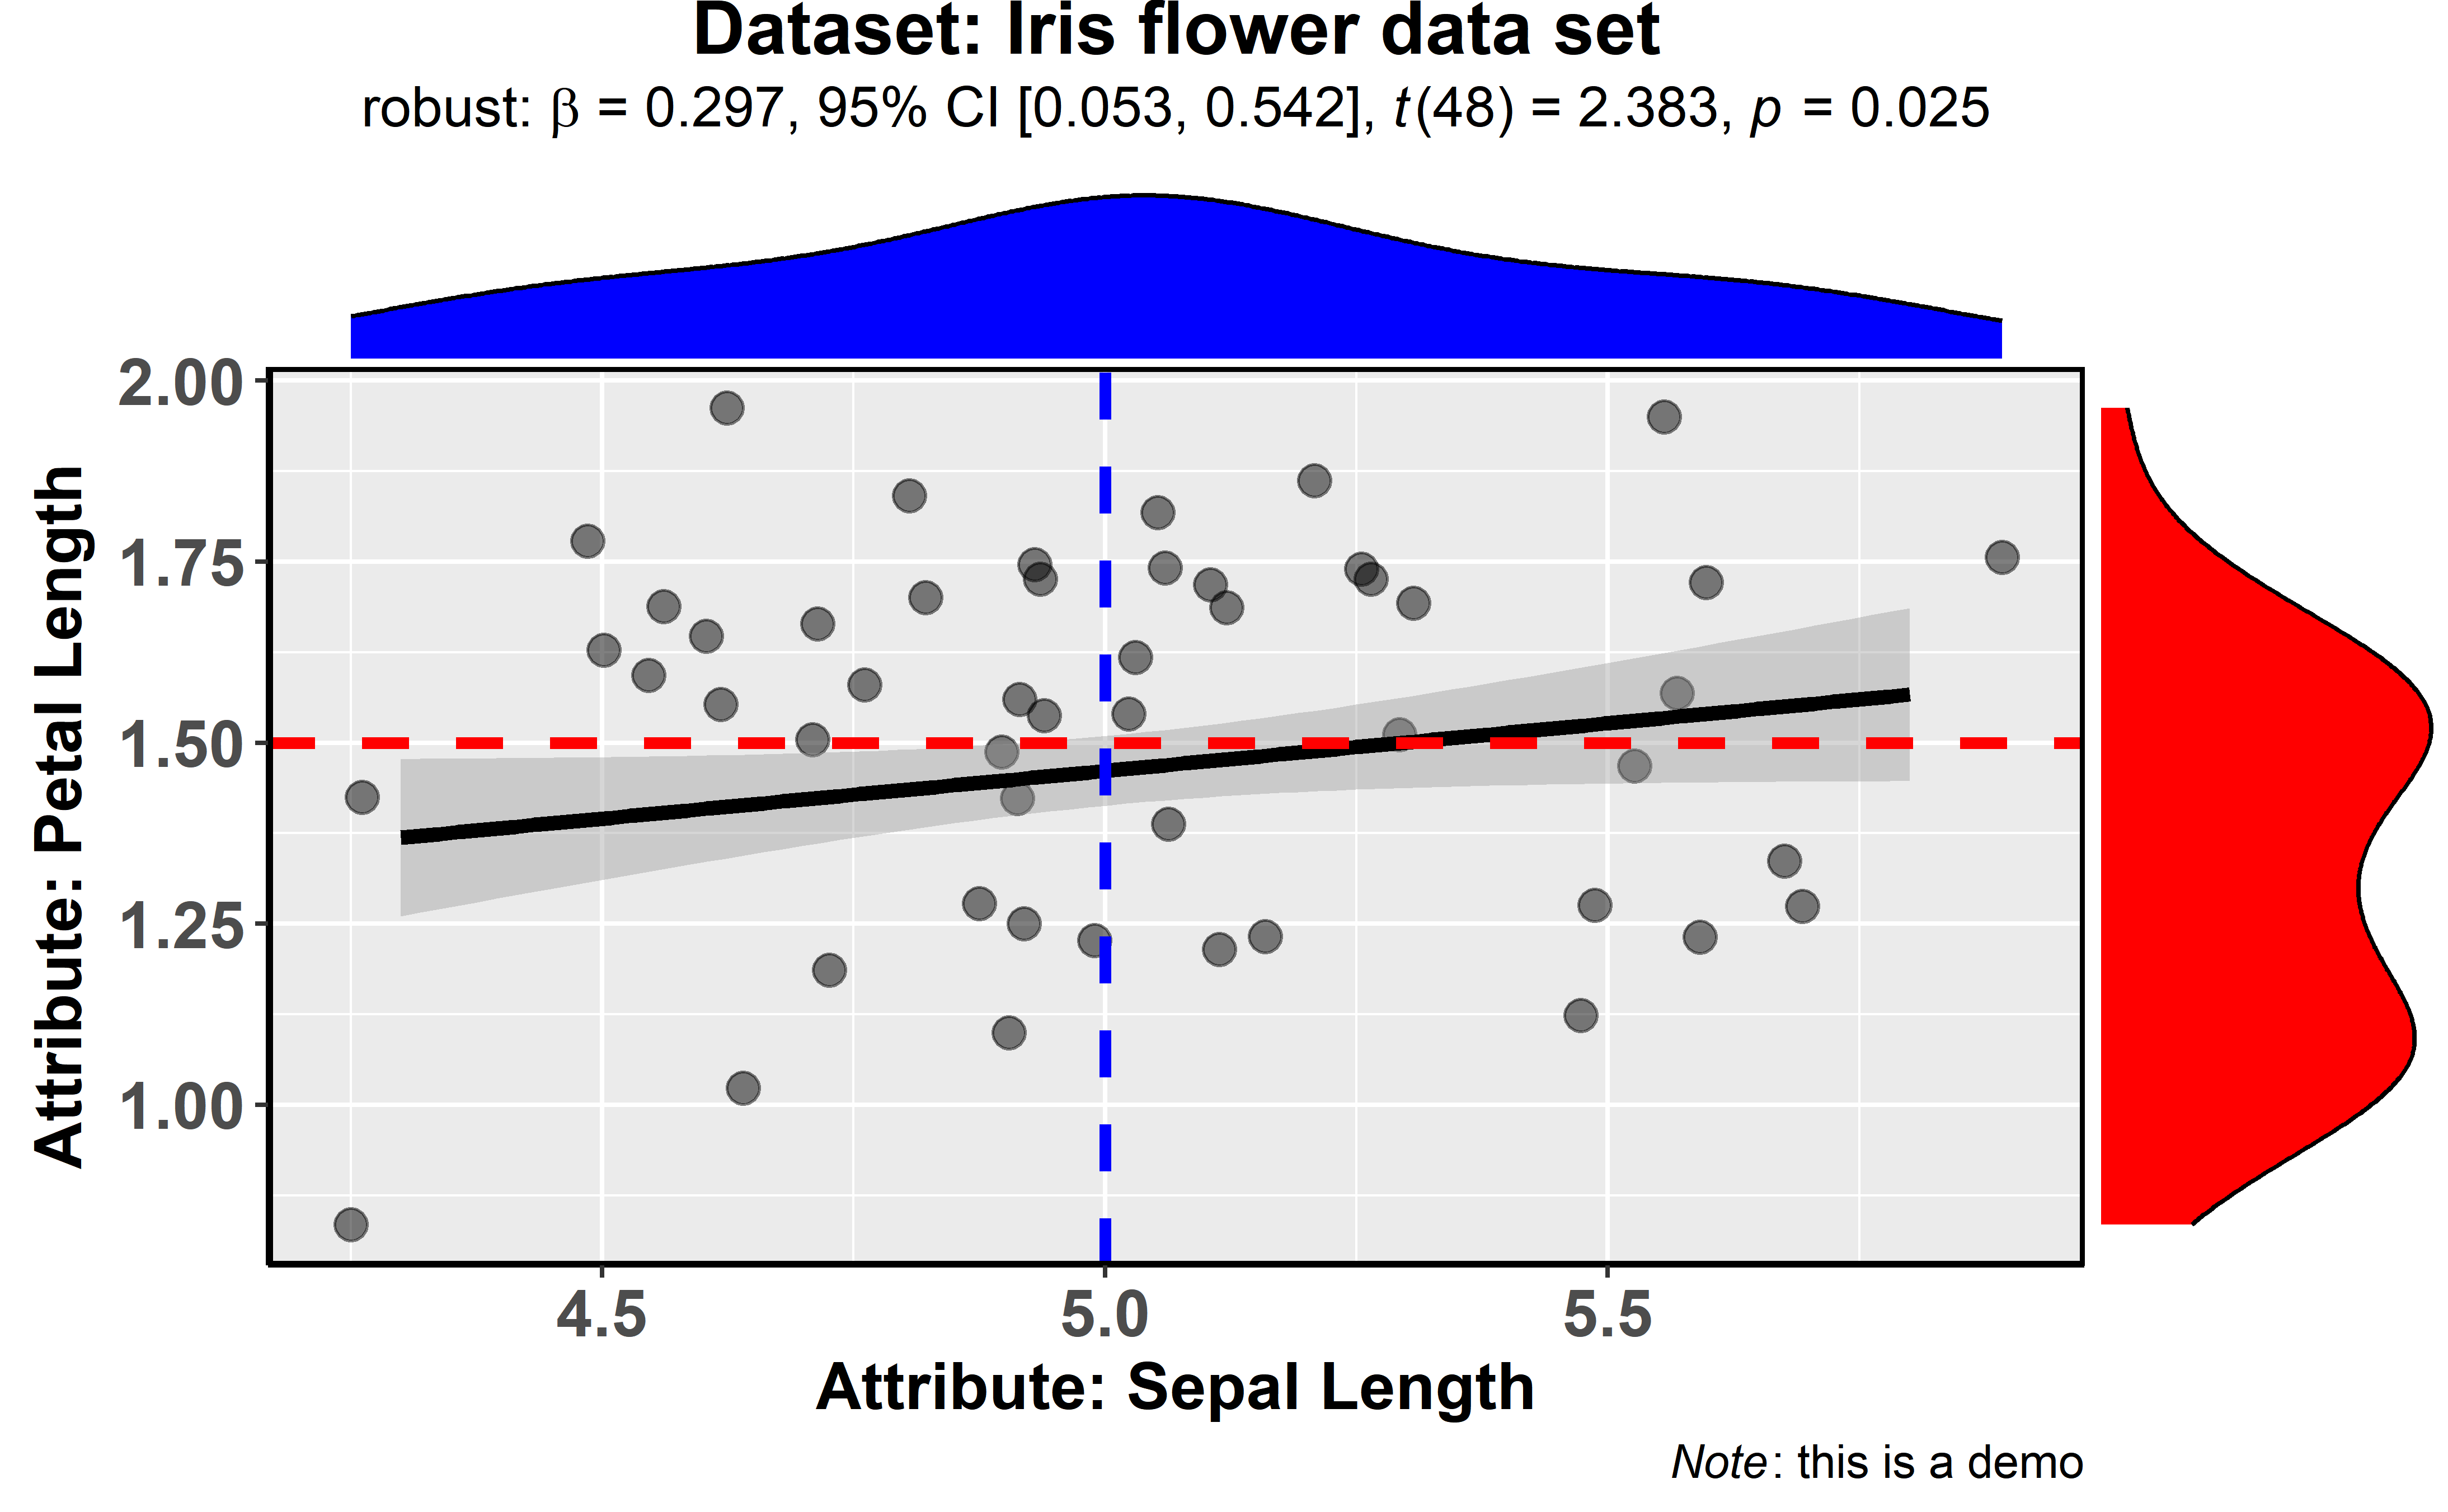 Dataset: Iris flower data set
robust: β = 0.297, 95% CI [0.053, 0.542], t(48) = 2.383, p = 0.025
Attribute: Petal Length
2.00
1.75
1.50
1.25
1.00
4.5 5.0 5.5
Attribute: Sepal Length
Note: this is a demo